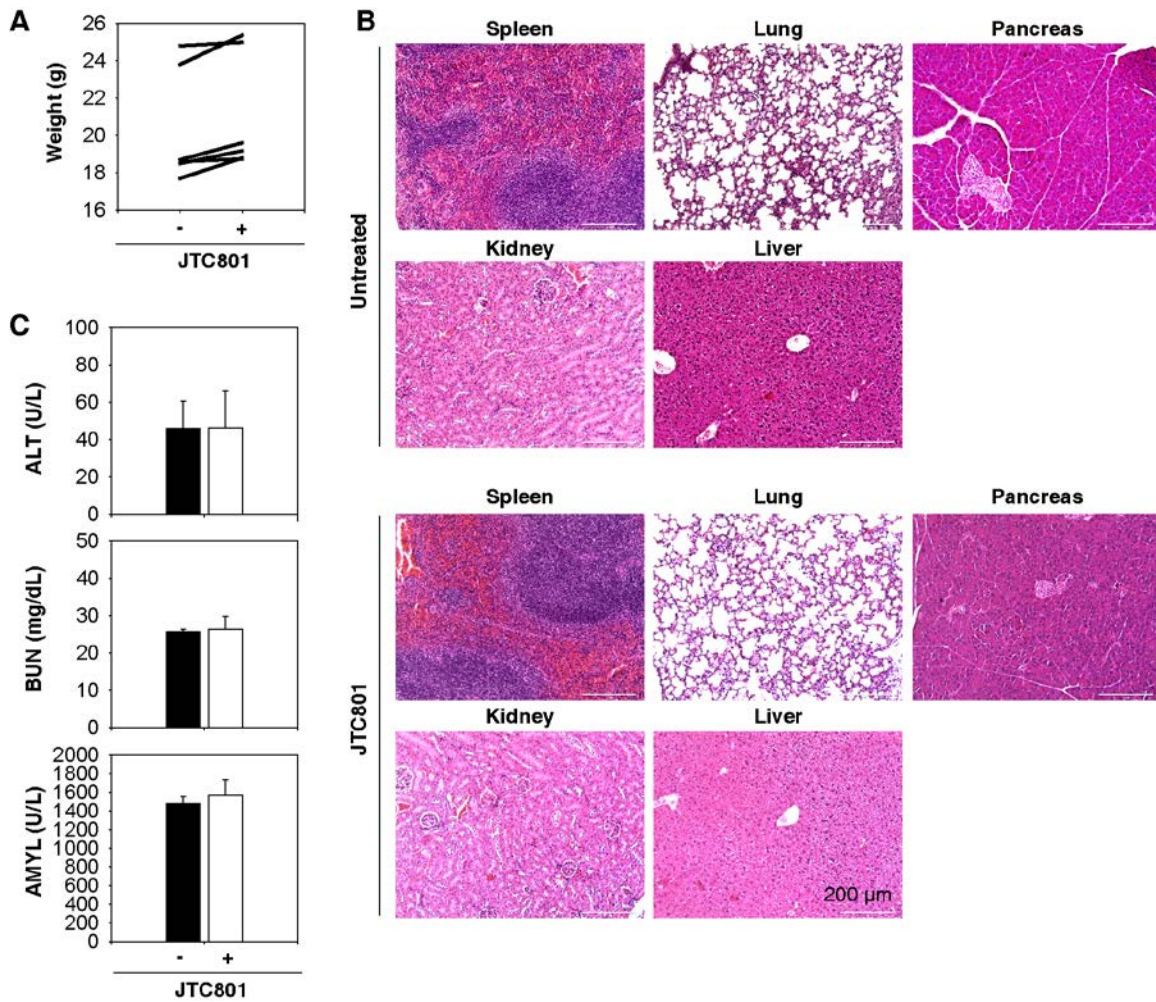 A
26
24
22
20
18
16
Weight (g)
- +
JTC801
B
Spleen Lung Pancreas
Kidney Liver
Untreated
Spleen Lung Pancreas
Kidney Liver
JTC801
200 µm
C
100
80
60
40
20
0
ALT (U/L)
50
40
30
20
10
0
BUN (mg/dL)
2000
1800
1600
1400
1200
1000
800
600
400
200
0
AMYL (U/L)
- +
JTC801